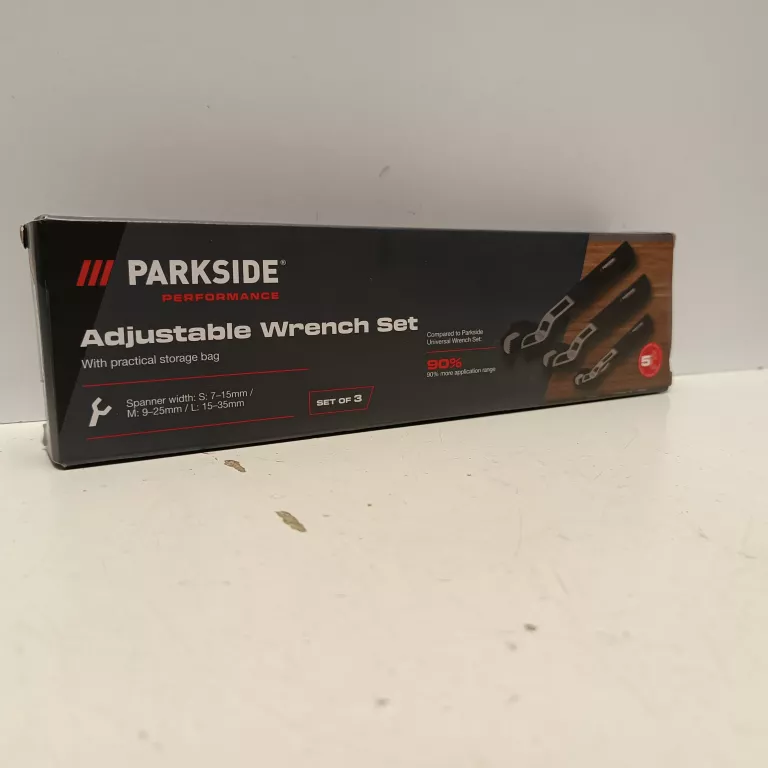 PARKSIDE®
PERFORMANCE
Adjustable Wrench Set
With practical storage bag
Spanner width: S: 7–15mm /
M: 9–25mm / L: 15–35mm
SET OF 3
Compared to Parkside
Universal Wrench Set:
90%
90% more application range
5